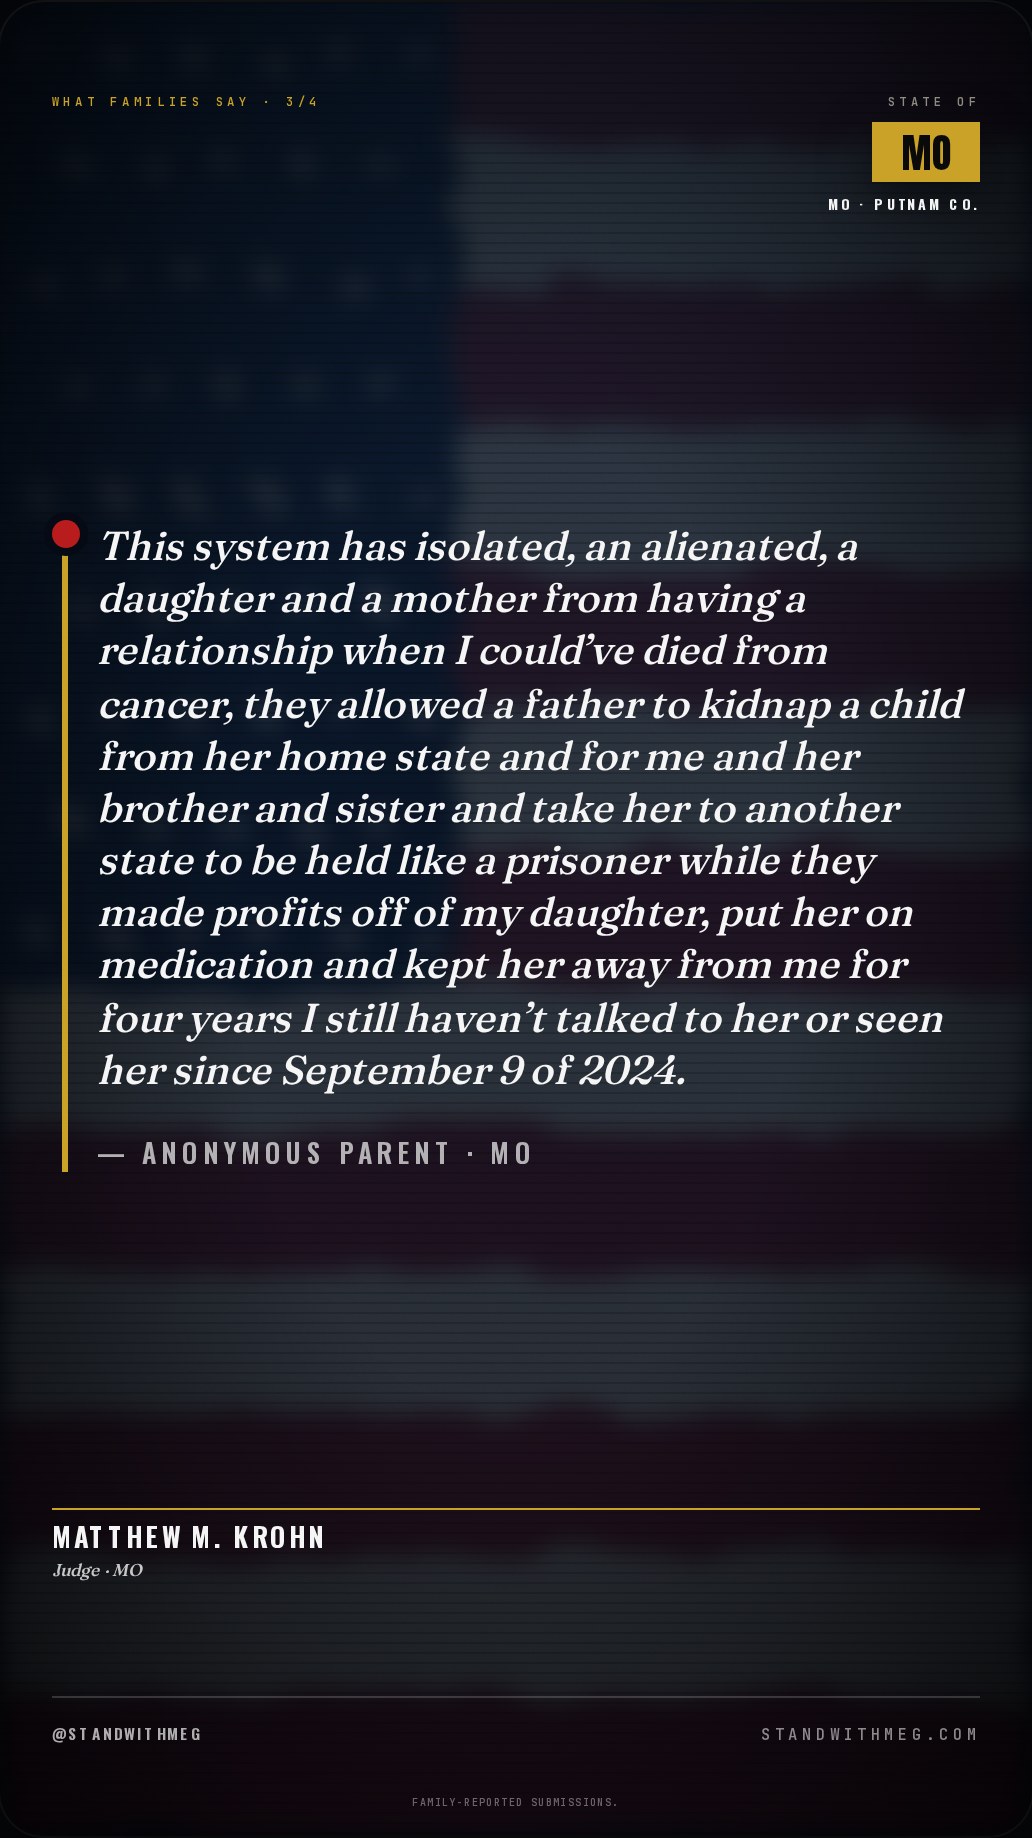 WHAT FAMILIES SAY · 3/4
STATE OF
MO
MO · PUTNAM CO.
This system has isolated, an alienated, a
daughter and a mother from having a
relationship when I could’ve died from
cancer, they allowed a father to kidnap a child
from her home state and for me and her
brother and sister and take her to another
state to be held like a prisoner while they
made profits off of my daughter, put her on
medication and kept her away from me for
four years I still haven’t talked to her or seen
her since September 9 of 2024.
— ANONYMOUS PARENT · MO
MATTHEW M. KROHN
Judge · MO
@STANDWITHMEG
STANDWITHMEG.COM
FAMILY-REPORTED SUBMISSIONS.